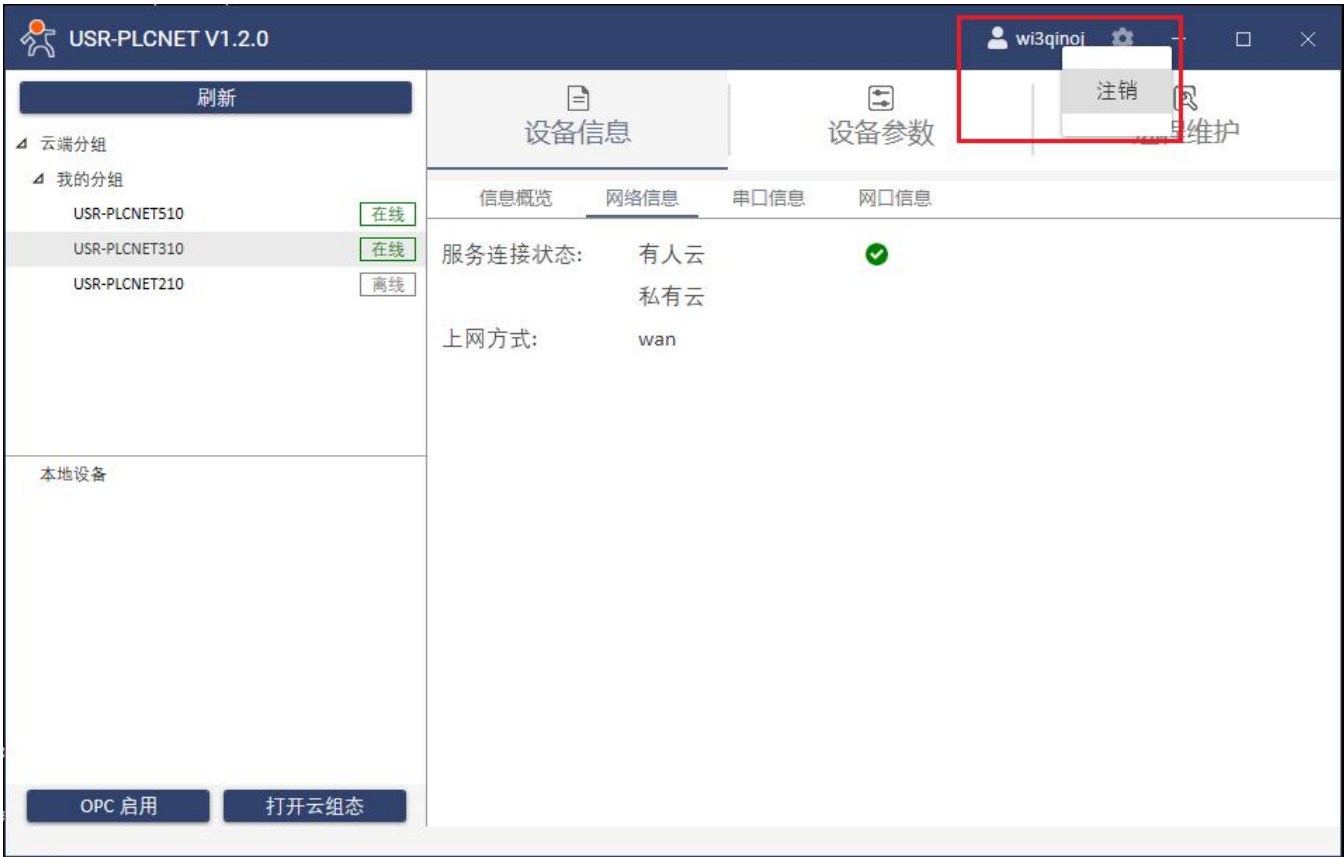 USR-PLCNET V1.2.0
wi3qinoj
注销
刷新
云端分组
我的分组
USR-PLCNET510 在线
USR-PLCNET310 在线
USR-PLCNET210 离线
本地设备
OPC 启用
打开云组态
设备信息
设备参数
维护
信息概览
网络信息
串口信息
网口信息
服务连接状态: 有人云
私有云
上网方式: wan